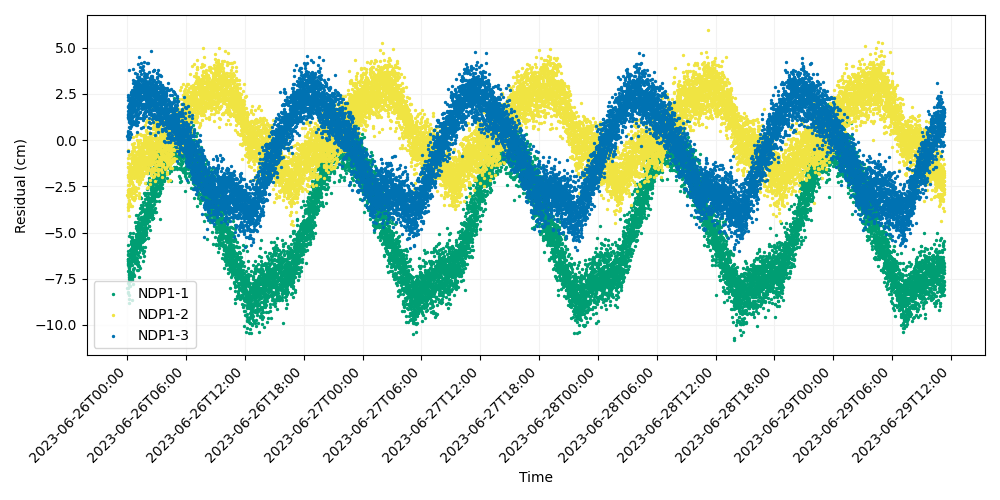 5.0
2.5
0.0
−2.5
−5.0
−7.5
−10.0
Residual (cm)
NDP1-1
NDP1-2
NDP1-3
2023-06-26T00:00
2023-06-26T06:00
2023-06-26T12:00
2023-06-26T18:00
2023-06-27T00:00
2023-06-27T06:00
2023-06-27T12:00
2023-06-27T18:00
2023-06-28T00:00
2023-06-28T06:00
2023-06-28T12:00
2023-06-28T18:00
2023-06-29T00:00
2023-06-29T06:00
2023-06-29T12:00
Time